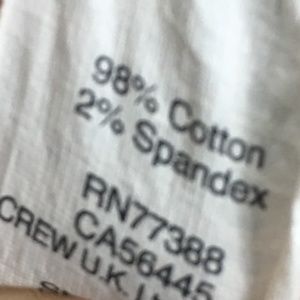 98% Cotton
2% Spandex
RN77388
CA56445
CREW U.K.